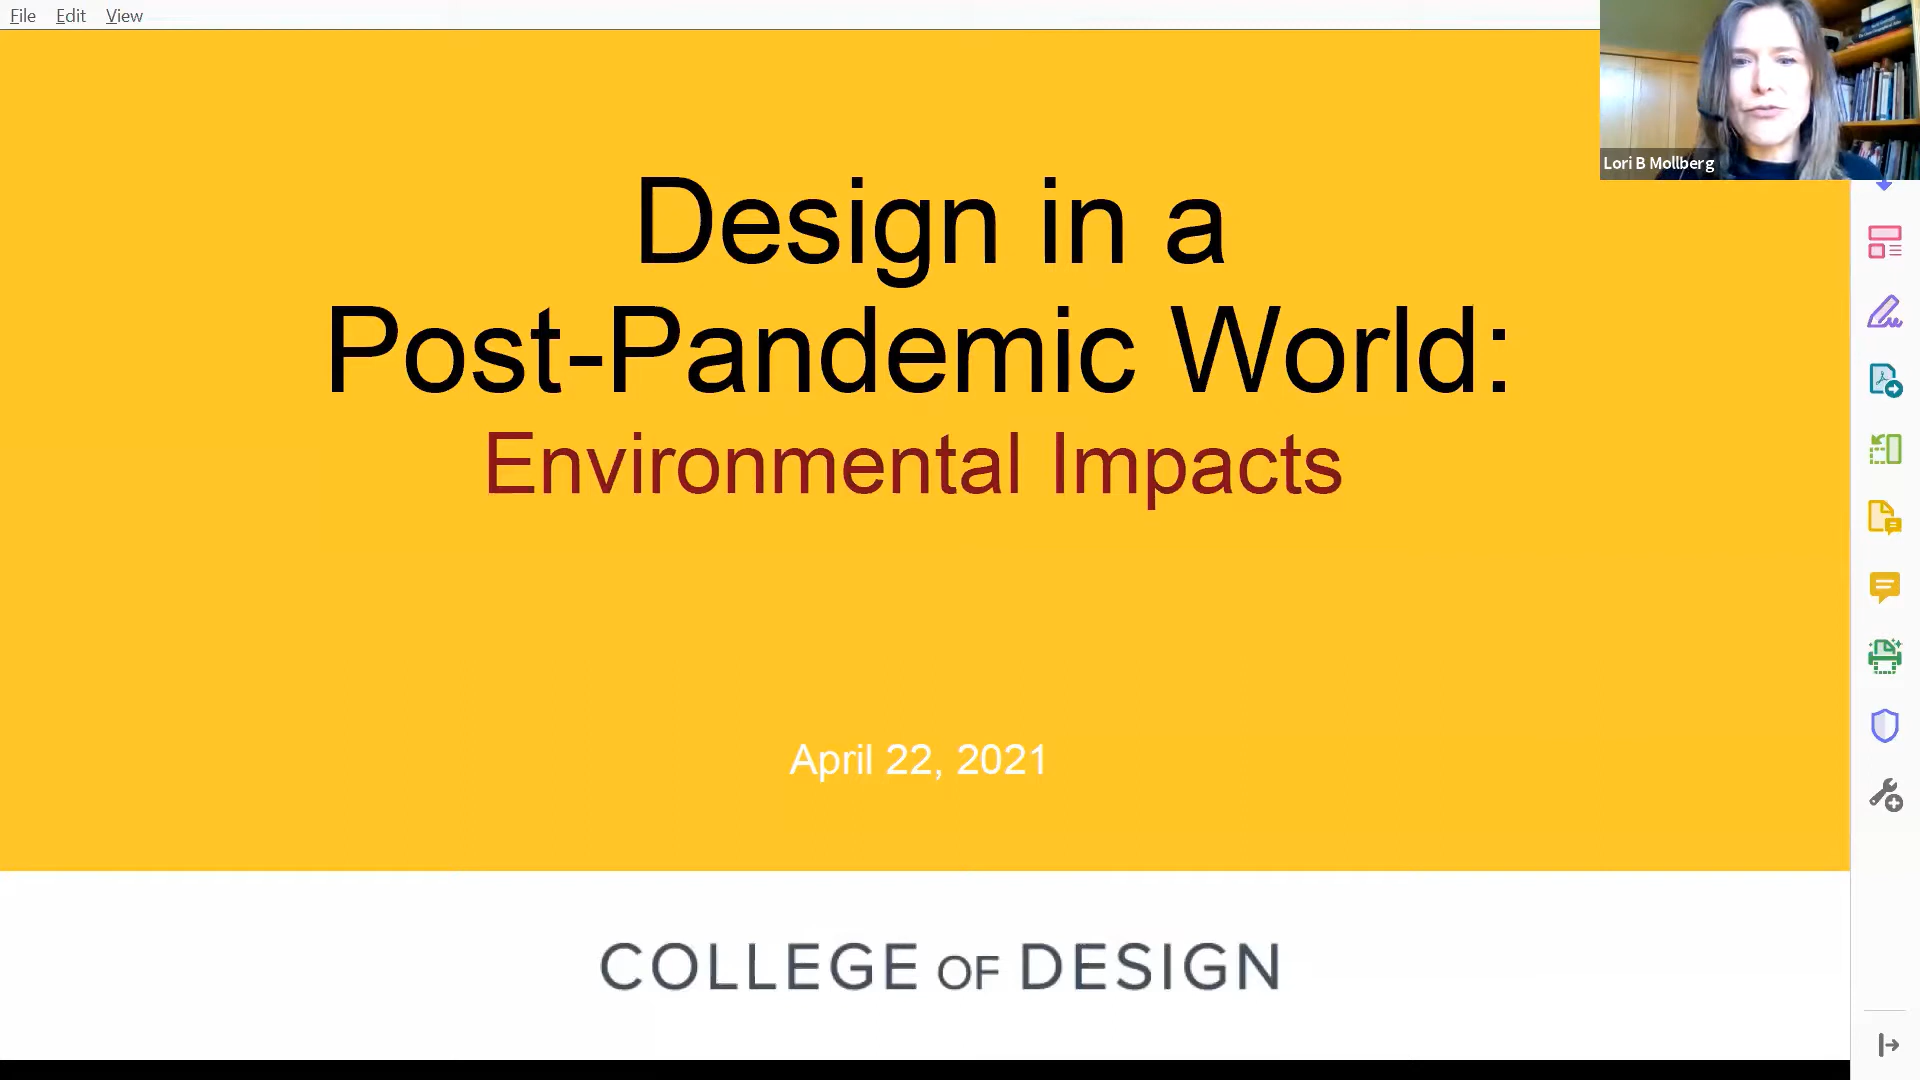 File Edit View
Lori B Mollberg
Design in a
Post-Pandemic World:
Environmental Impacts
April 22, 2021
COLLEGE OF DESIGN